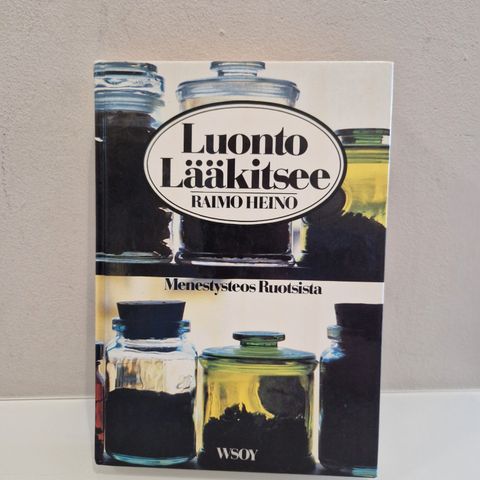 Luonto
Lääkitsee
RAIMO HEINO
Menestysteos Ruotsista
WSOY